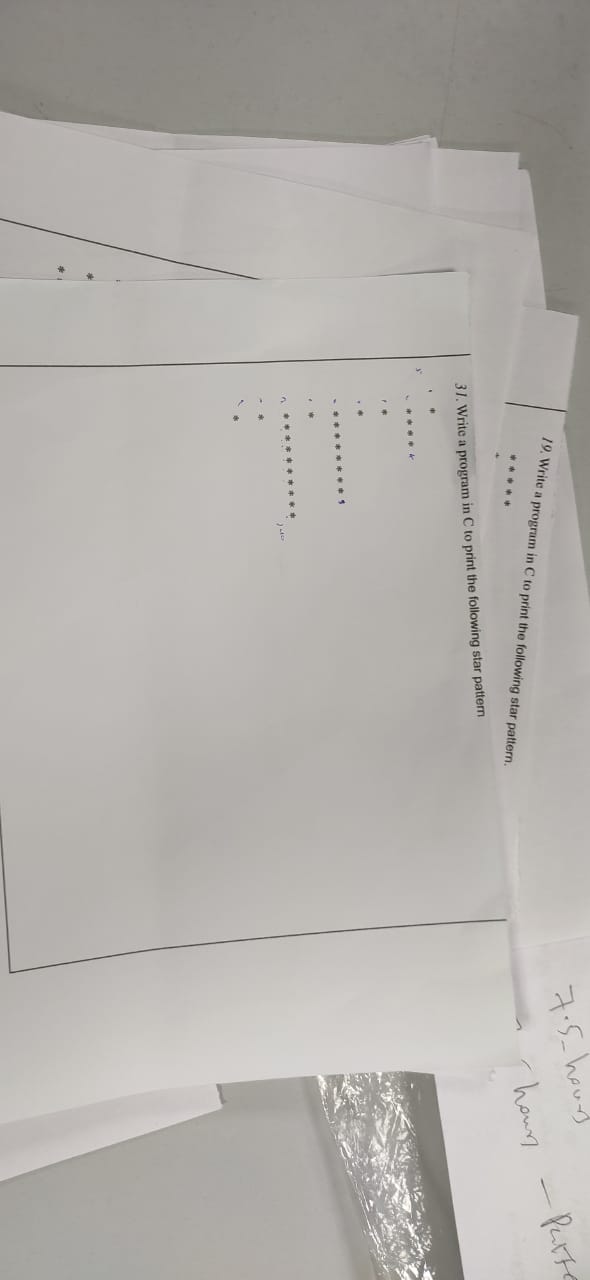 7.5- hours
hours -
19. Write a program in C to print the following star pattern.
* * * * *
*
31. Write a program in C to print the following star pattern
*
* * * * *
*
*
* * * * * * * * *
*
* * * * * * * * * *
*
*
*
*